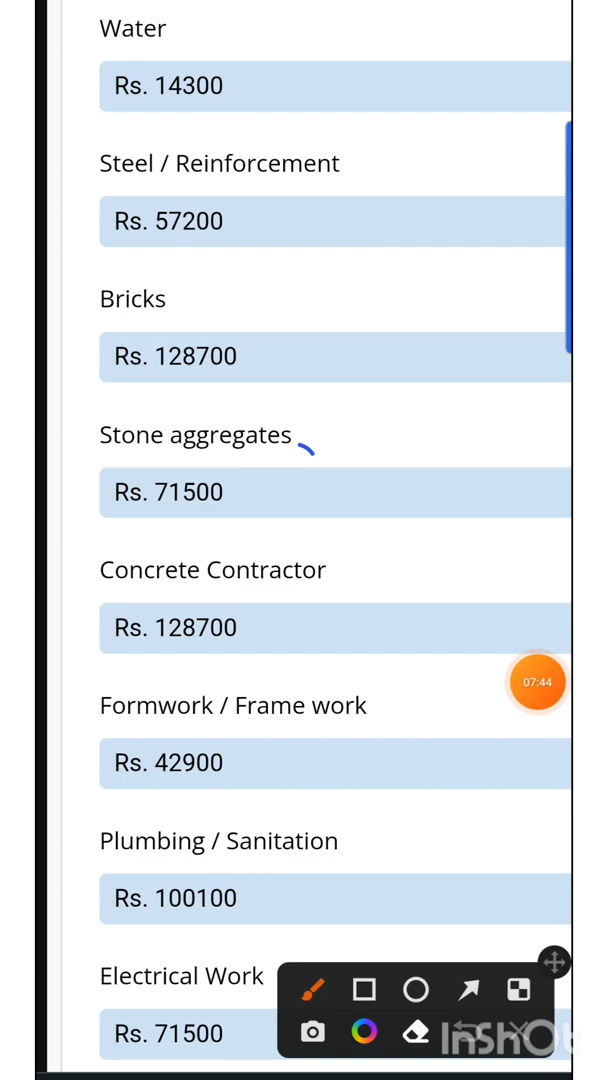 Water
Rs. 14300
Steel / Reinforcement
Rs. 57200
Bricks
Rs. 128700
Stone aggregates
Rs. 71500
Concrete Contractor
Rs. 128700
07:44
Formwork / Frame work
Rs. 42900
Plumbing / Sanitation
Rs. 100100
Electrical Work
Rs. 71500
InShOt